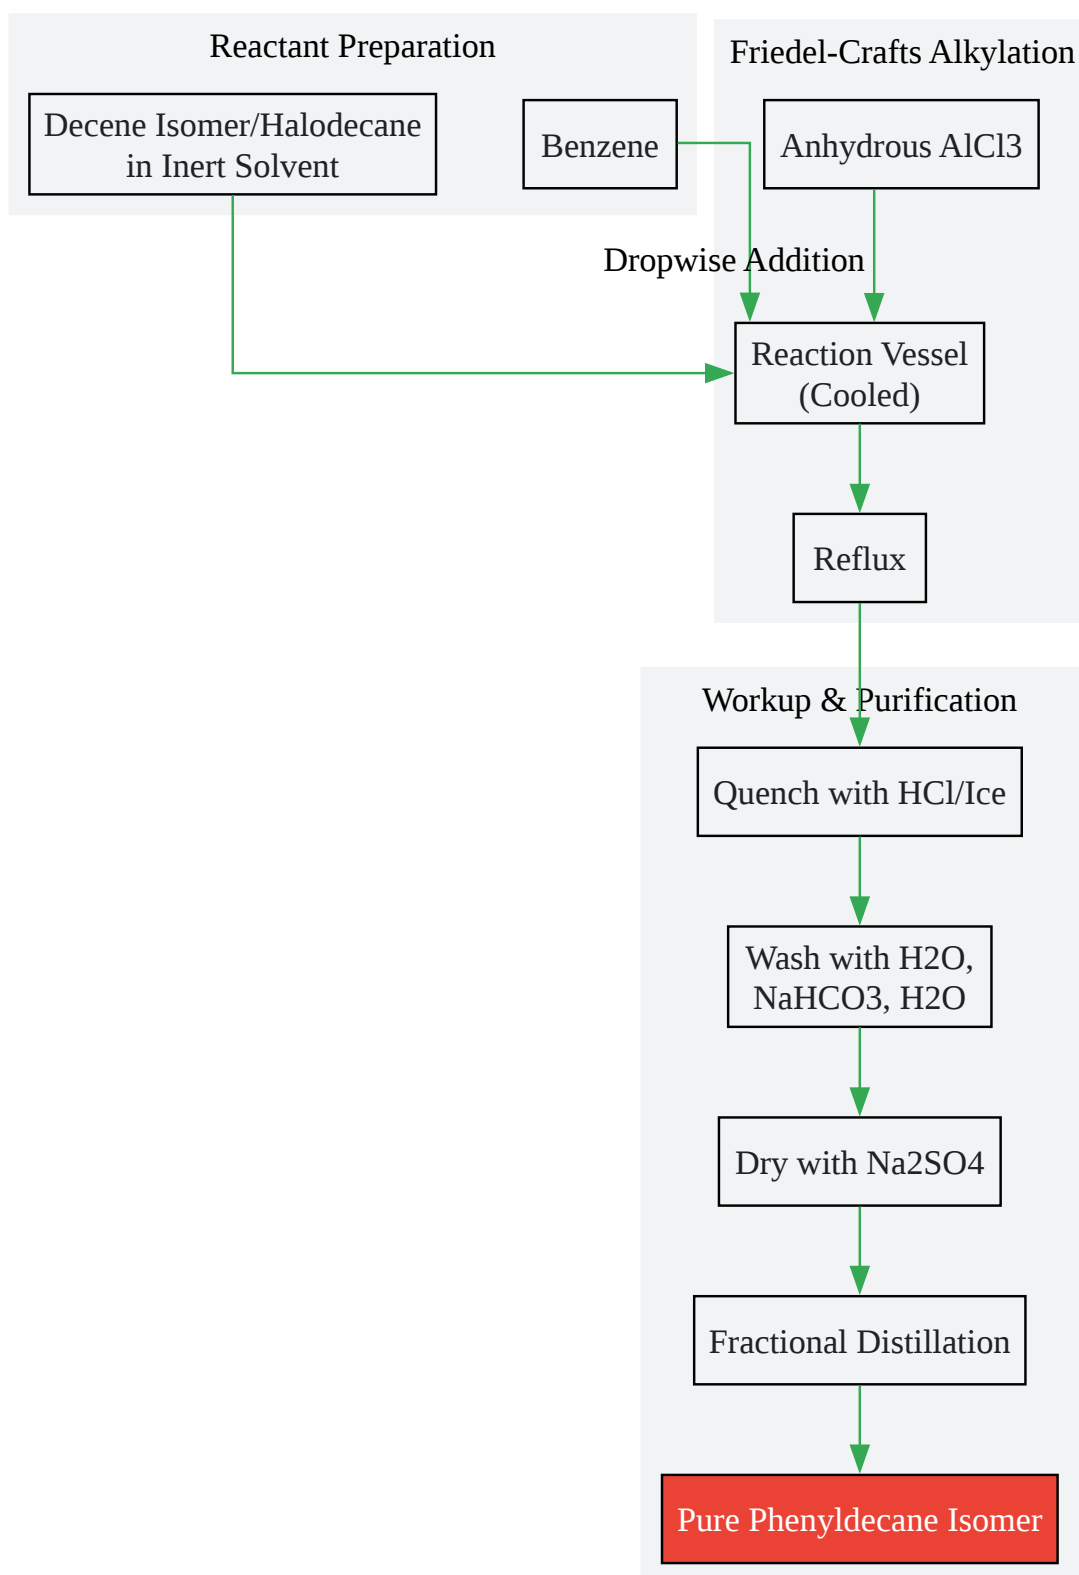 Reactant Preparation
Decene Isomer/Halodecane
in Inert Solvent
Benzene
Friedel-Crafts Alkylation
Anhydrous AlCl3
Dropwise Addition
Reaction Vessel
(Cooled)
Reflux
Workup & Purification
Quench with HCl/Ice
Wash with H2O,
NaHCO3, H2O
Dry with Na2SO4
Fractional Distillation
Pure Phenyldecane Isomer